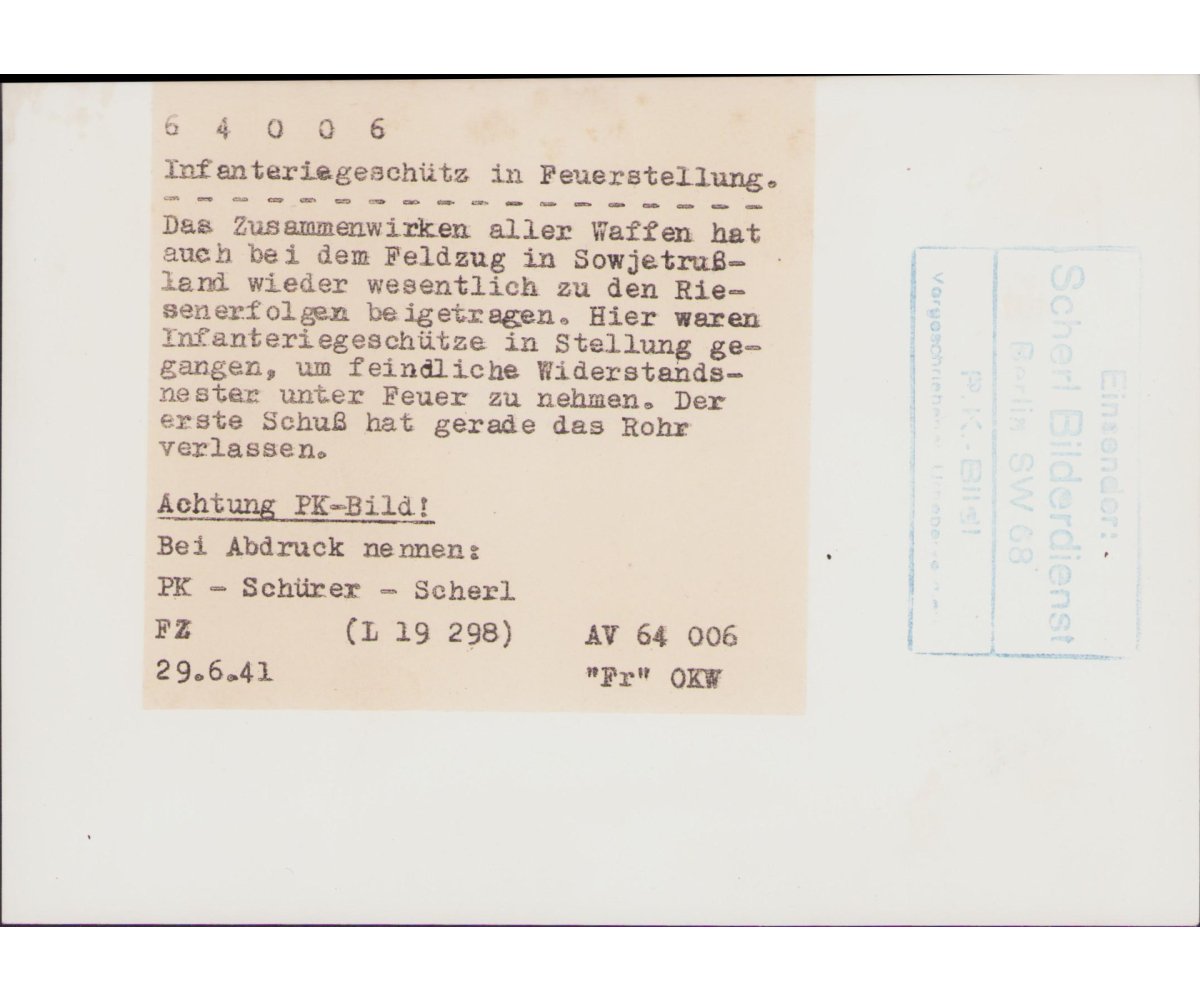 6 4 0 0 6
Infanteriegeschütz in Feuerstellung.
Das Zusammenwirken aller Waffen hat
auch bei dem Feldzug in Sowjetruß-
land wieder wesentlich zu den Rie-
senerfolgen beigetragen. Hier waren
Infanteriegeschütze in Stellung ge-
gangen, um feindliche Widerstands-
nester unter Feuer zu nehmen. Der
erste Schuß hat gerade das Rohr
verlassen.
Achtung PK-Bild!
Bei Abdruck nennen:
PK - Schürer - Scherl
FZ (L 19 298) AV 64 006
29.6.41 "Fr" OKW
Einsender:
Scherl Bilderdienst
Berlin SW 68
P.K.-Bild